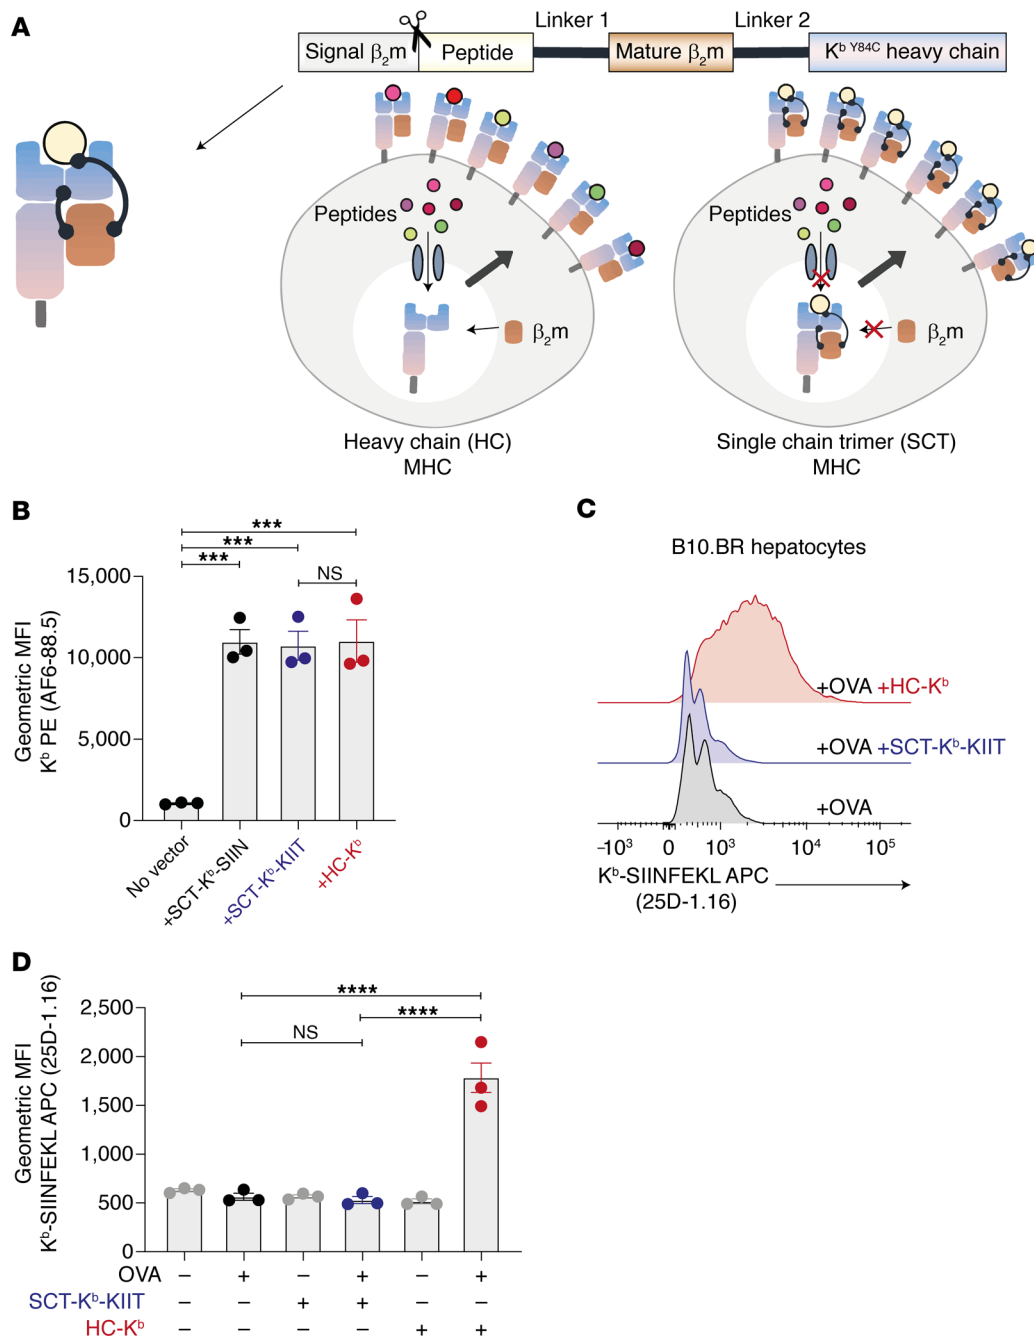 A
Linker 1
Linker 2
Signal β₂m
Peptide
Mature β₂m
Kᵇ ʸ⁸⁴ᶜ heavy chain
Peptides
β₂m
Heavy chain (HC)
MHC
Peptides
β₂m
Single chain trimer (SCT)
MHC
B
***
***
***
NS
Geometric MFI
Kᵇ PE (AF6-88.5)
15,000
10,000
5,000
0
No vector
+SCT-Kᵇ-SIIN
+SCT-Kᵇ-KIIT
+HC-Kᵇ
C
B10.BR hepatocytes
+OVA +HC-Kᵇ
+OVA +SCT-Kᵇ-KIIT
+OVA
-10³ 0 10³ 10⁴ 10⁵
Kᵇ-SIINFEKL APC
(25D-1.16)
D
****
****
NS
Geometric MFI
Kᵇ-SIINFEKL APC (25D-1.16)
2,500
2,000
1,500
1,000
500
0
OVA − + − + − +
SCT-Kᵇ-KIIT − − + + − −
HC-Kᵇ − − − − + +